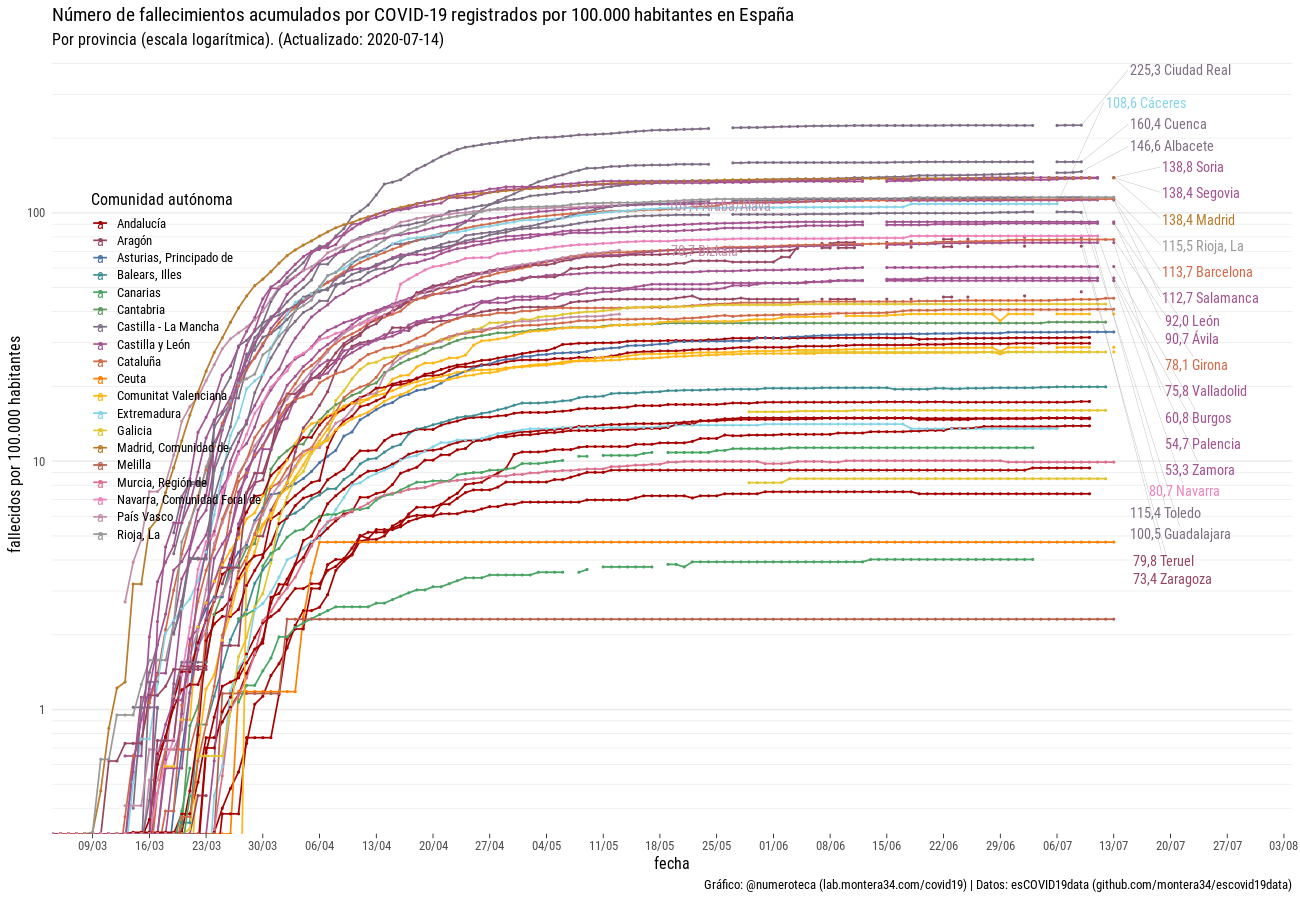 Número de fallecimientos acumulados por COVID-19 registrados por 100.000 habitantes en España
Por provincia (escala logarítmica). (Actualizado: 2020-07-14)
fallecidos por 100.000 habitantes
100
10
1
Comunidad autónoma
Andalucía
Aragón
Asturias, Principado de
Balears, Illes
Canarias
Cantabria
Castilla - La Mancha
Castilla y León
Cataluña
Ceuta
Comunitat Valenciana
Extremadura
Galicia
Madrid, Comunidad de
Melilla
Murcia, Región de
Navarra, Comunidad Foral de
País Vasco
Rioja, La
Araba/Álava
Bizkaia
225,3 Ciudad Real
108,6 Cáceres
160,4 Cuenca
146,6 Albacete
138,8 Soria
138,4 Segovia
138,4 Madrid
115,5 Rioja, La
113,7 Barcelona
112,7 Salamanca
92,0 León
90,7 Ávila
78,1 Girona
75,8 Valladolid
60,8 Burgos
54,7 Palencia
53,3 Zamora
80,7 Navarra
115,4 Toledo
100,5 Guadalajara
79,8 Teruel
73,4 Zaragoza
09/03 16/03 23/03 30/03 06/04 13/04 20/04 27/04 04/05 11/05 18/05 25/05 01/06 08/06 15/06 22/06 29/06 06/07 13/07 20/07 27/07 03/08
fecha
Gráfico: @numeroteca (lab.montera34.com/covid19) | Datos: esCOVID19data (github.com/montera34/escovid19data)